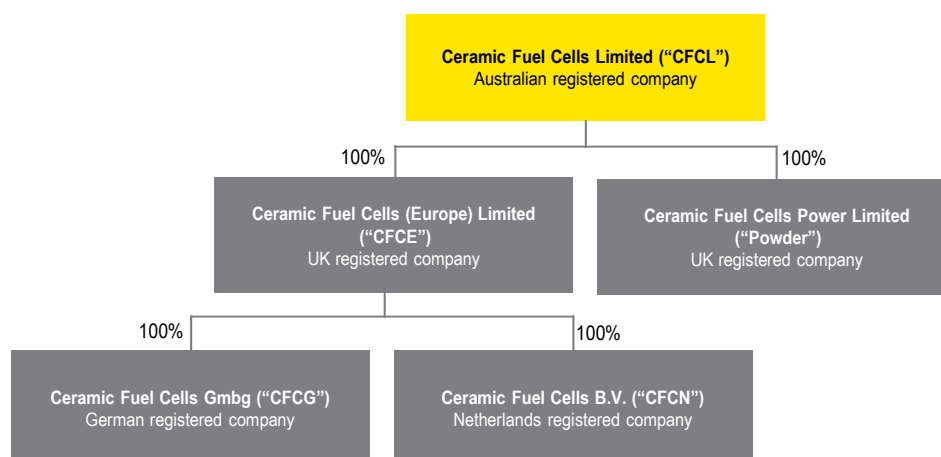 Ceramic Fuel Cells Limited (“CFCL”)
Australian registered company
100%
100%
Ceramic Fuel Cells (Europe) Limited
(“CFCE”)
UK registered company
Ceramic Fuel Cells Power Limited
(“Powder”)
UK registered company
100%
100%
Ceramic Fuel Cells Gmbg (“CFCG”)
German registered company
Ceramic Fuel Cells B.V. (“CFCN”)
Netherlands registered company